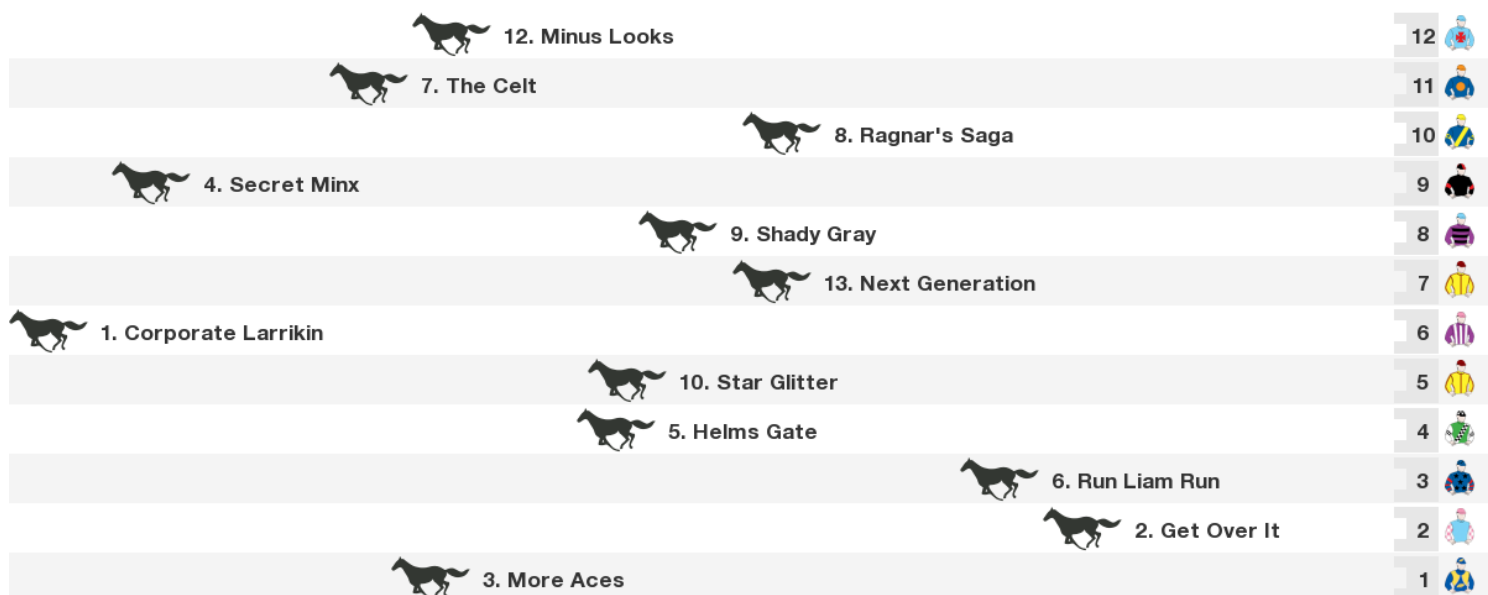 12. Minus Looks 12
7. The Celt 11
8. Ragnar's Saga 10
4. Secret Minx 9
9. Shady Gray 8
13. Next Generation 7
1. Corporate Larrikin 6
10. Star Glitter 5
5. Helms Gate 4
6. Run Liam Run 3
2. Get Over It 2
3. More Aces 1